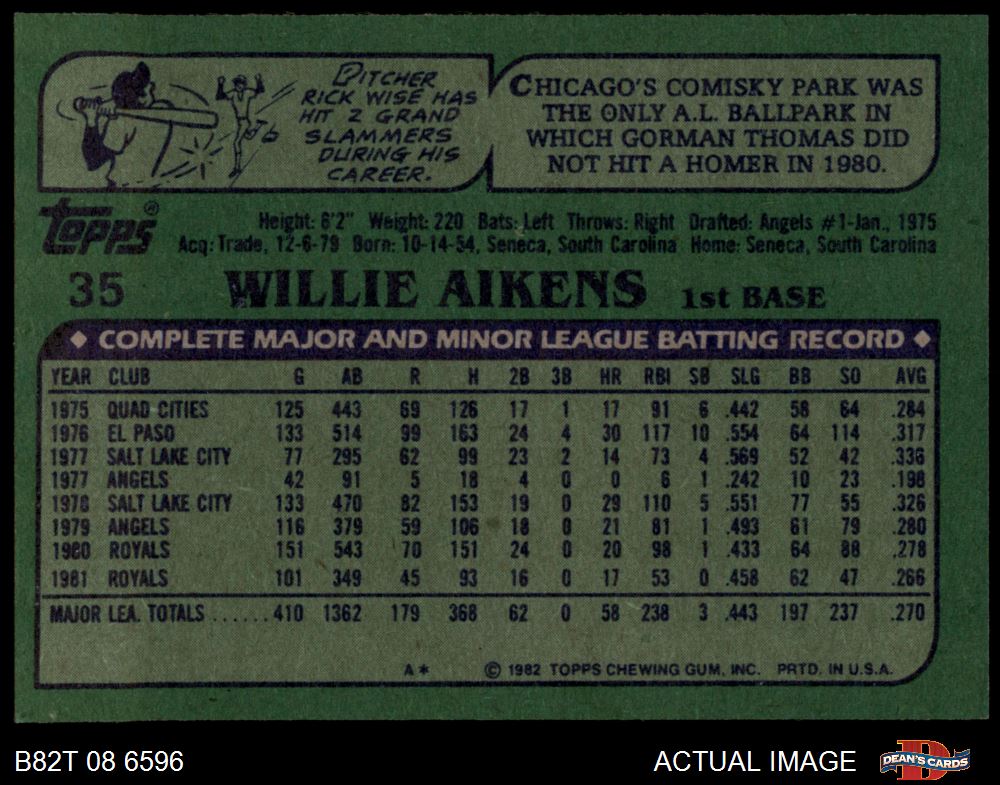 PITCHER
RICK WISE HAS
HIT 2 GRAND
SLAMMERS
DURING HIS
CAREER.
CHICAGO'S COMISKY PARK WAS
THE ONLY A.L. BALLPARK IN
WHICH GORMAN THOMAS DID
NOT HIT A HOMER IN 1980.
topps®
Height: 6'2" Weight: 220 Bats: Left Throws: Right Drafted: Angels #1-Jan., 1975
Acq: Trade, 12-6-79 Born: 10-14-54, Seneca, South Carolina Home: Seneca, South Carolina
35 WILLIE AIKENS 1st BASE
◆ COMPLETE MAJOR AND MINOR LEAGUE BATTING RECORD ◆
YEAR CLUB G AB R H 2B 3B HR RBI SB SLG BB SO AVG
1975 QUAD CITIES 125 443 69 126 17 1 17 91 6 .442 58 64 .284
1976 EL PASO 133 514 99 163 24 4 30 117 10 .554 64 114 .317
1977 SALT LAKE CITY 77 295 62 99 23 2 14 73 4 .569 52 42 .336
1977 ANGELS 42 91 5 18 4 0 0 6 1 .242 10 23 .198
1978 SALT LAKE CITY 133 470 82 153 19 0 29 110 5 .551 77 55 .326
1979 ANGELS 116 379 59 106 18 0 21 81 1 .493 61 79 .280
1980 ROYALS 151 543 70 151 24 0 20 98 1 .433 64 88 .278
1981 ROYALS 101 349 45 93 16 0 17 53 0 .458 62 47 .266
MAJOR LEA. TOTALS ......410 1362 179 368 62 0 58 238 3 .443 197 237 .270
A* © 1982 TOPPS CHEWING GUM, INC. PRTD. IN U.S.A.
B82T 08 6596
ACTUAL IMAGE
DEAN'S CARDS